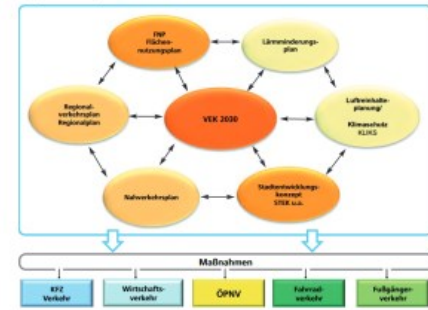 FNP
Flächen-
nutzungsplan
Lärmminderungs-
plan
Regional-
verkehrsplan
Regionalplan
VEK 2030
Luftreinhalte-
planung/
Klimaschutz
KLIKS
Nahverkehrsplan
Stadtentwicklungs-
konzept
STEK u.a.
Maßnahmen
KFZ
Verkehr
Wirtschafts-
verkehr
ÖPNV
Fahrrad-
verkehr
Fußgänger-
verkehr